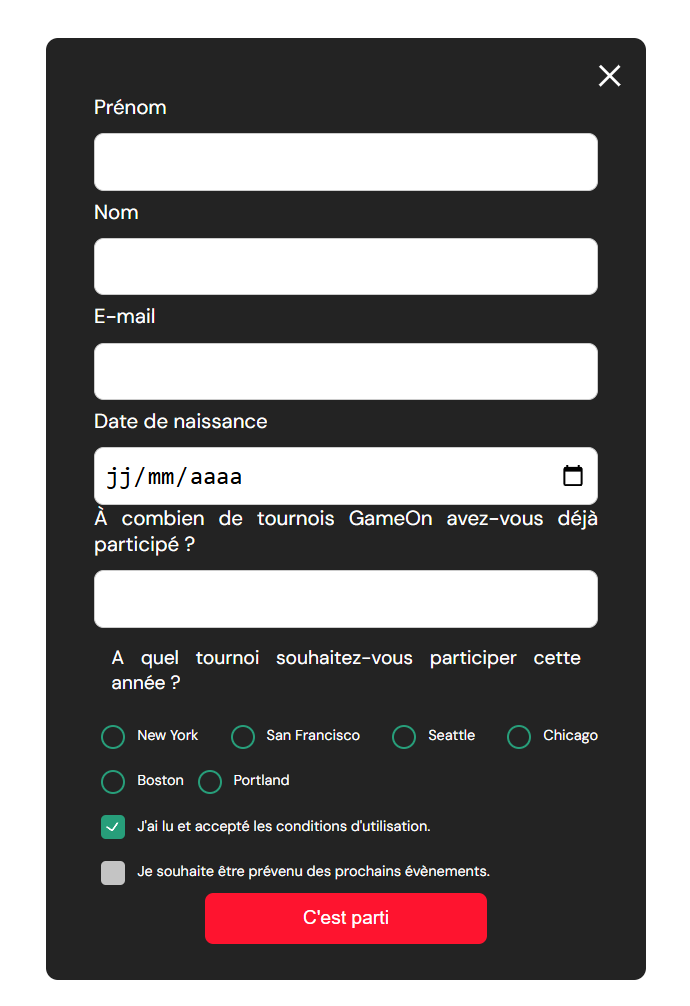 Prénom
Nom
E-mail
Date de naissance
jj/mm/aaaa
À combien de tournois GameOn avez-vous déjà
participé ?
A quel tournoi souhaitez-vous participer cette
année ?
New York San Francisco Seattle Chicago
Boston Portland
J'ai lu et accepté les conditions d'utilisation.
Je souhaite être prévenu des prochains évènements.
C'est parti